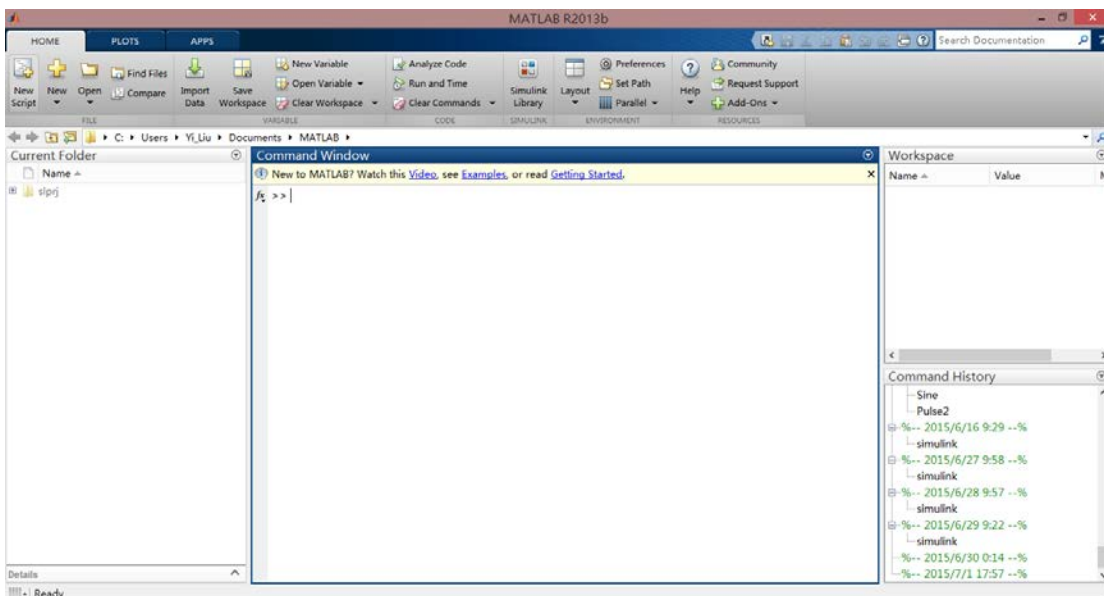 MATLAB R2013b
HOME PLOTS APPS
Search Documentation
New Script
New
Open
Find Files
Compare
Import Data
Save Workspace
New Variable
Open Variable
Clear Workspace
Analyze Code
Run and Time
Clear Commands
Simulink Library
Layout
Preferences
Set Path
Parallel
Help
Community
Request Support
Add-Ons
FILE VARIABLE CODE SIMULINK ENVIRONMENT RESOURCES
C: Users Yi_Liu Documents MATLAB
Current Folder
Name
slprj
Details
Command Window
New to MATLAB? Watch this Video, see Examples, or read Getting Started.
fx >>
Workspace
Name Value
Command History
Sine
Pulse2
%-- 2015/6/16 9:29 --%
simulink
%-- 2015/6/27 9:58 --%
simulink
%-- 2015/6/28 9:57 --%
simulink
%-- 2015/6/29 9:22 --%
simulink
%-- 2015/6/30 0:14 --%
%-- 2015/7/1 17:57 --%
Ready